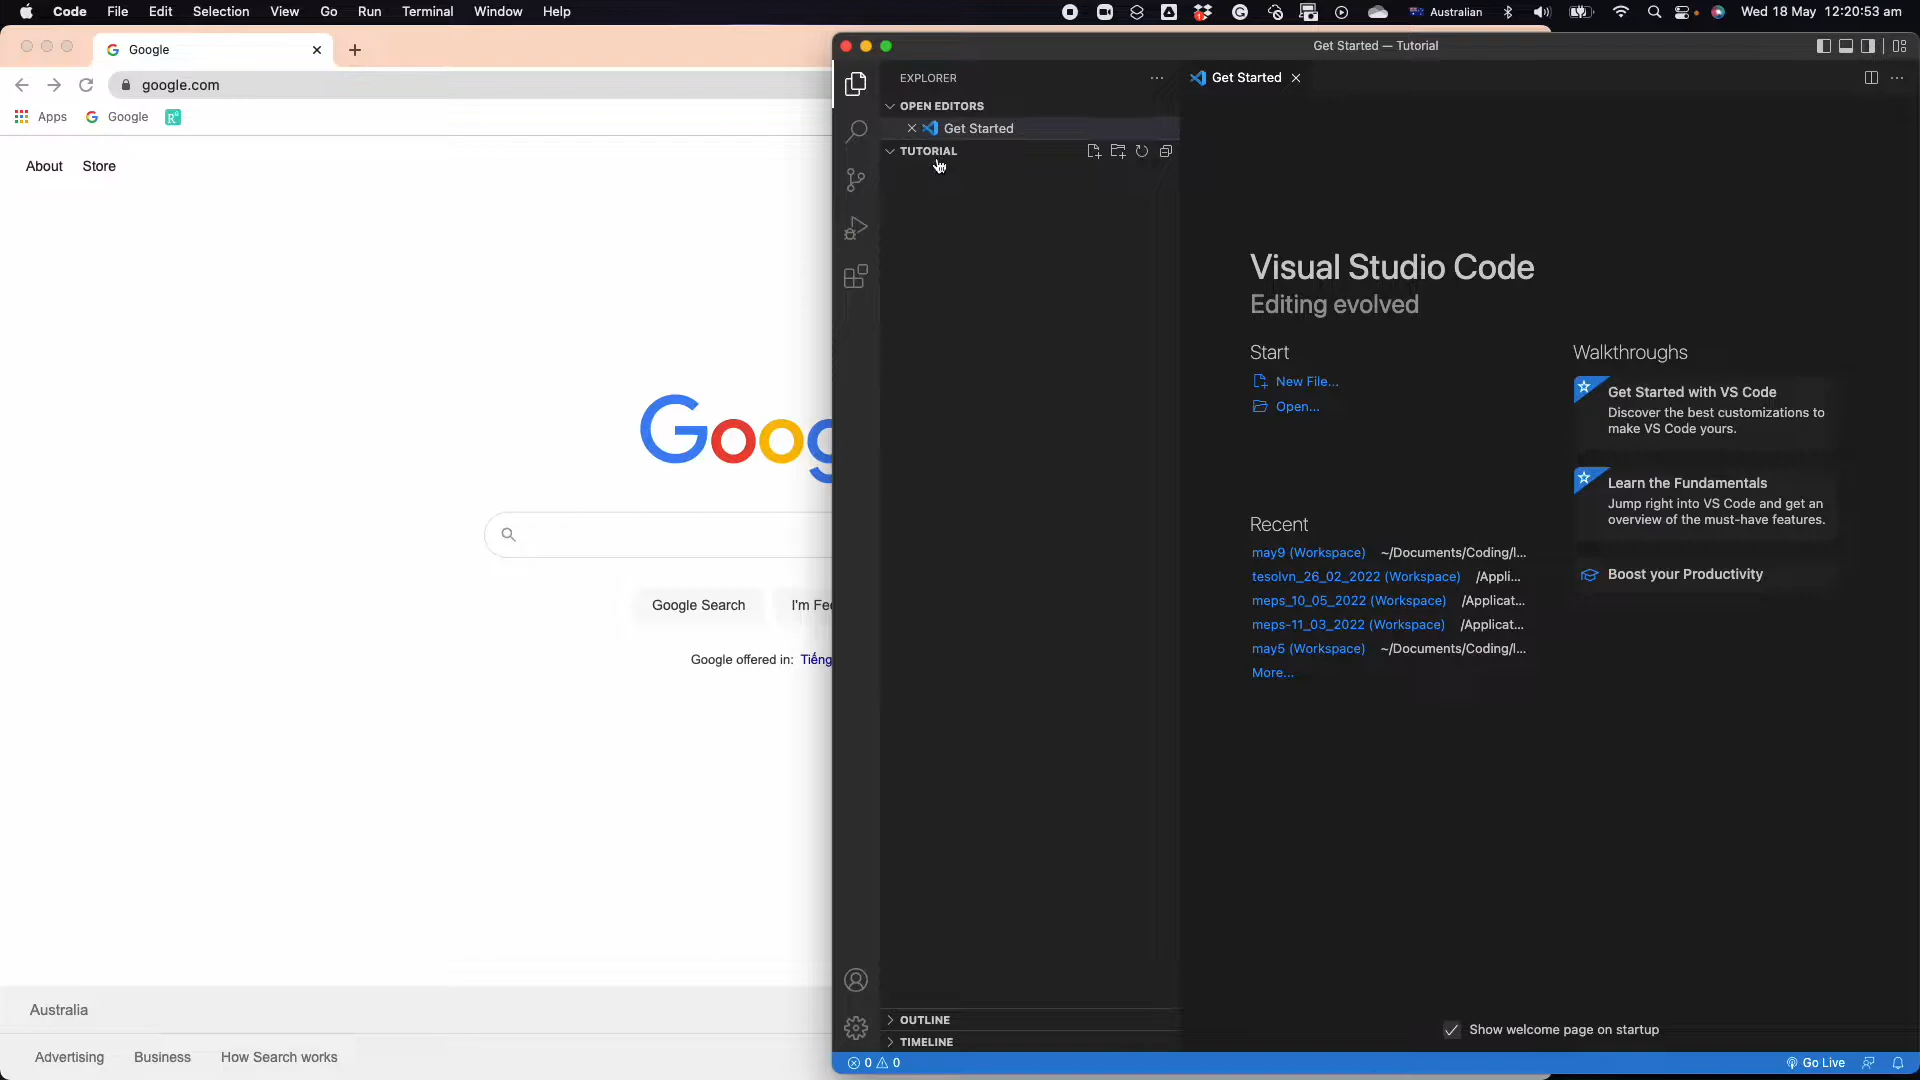 Code File Edit Selection View Go Run Terminal Window Help
Australian Wed 18 May 12:20:53 am
Google
google.com
Apps Google
About Store
Goog
Google Search I'm Fee
Google offered in: Tiếng
Australia
Advertising Business How Search works
Get Started — Tutorial
EXPLORER
OPEN EDITORS
Get Started
TUTORIAL
OUTLINE
TIMELINE
Get Started
Visual Studio Code
Editing evolved
Start
New File...
Open...
Recent
may9 (Workspace) ~/Documents/Coding/l...
tesolvn_26_02_2022 (Workspace) /Appli...
meps_10_05_2022 (Workspace) /Applicat...
meps-11_03_2022 (Workspace) /Applicat...
may5 (Workspace) ~/Documents/Coding/l...
More...
Walkthroughs
Get Started with VS Code
Discover the best customizations to
make VS Code yours.
Learn the Fundamentals
Jump right into VS Code and get an
overview of the must-have features.
Boost your Productivity
Show welcome page on startup
0 0
Go Live